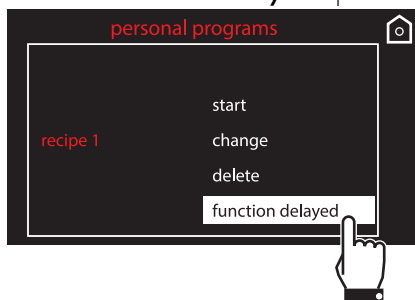 personal programs
start
recipe 1 change
delete
function delayed